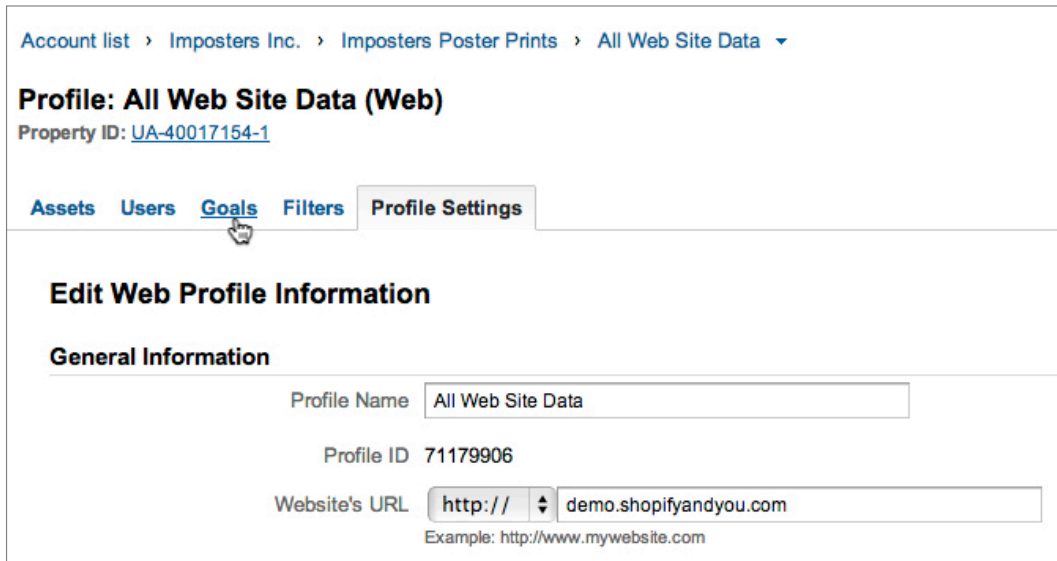 Account list › Imposters Inc. › Imposters Poster Prints › All Web Site Data
Profile: All Web Site Data (Web)
Property ID: UA-40017154-1
Assets Users Goals Filters Profile Settings
Edit Web Profile Information
General Information
Profile Name All Web Site Data
Profile ID 71179906
Website's URL http:// demo.shopifyandyou.com
Example: http://www.mywebsite.com